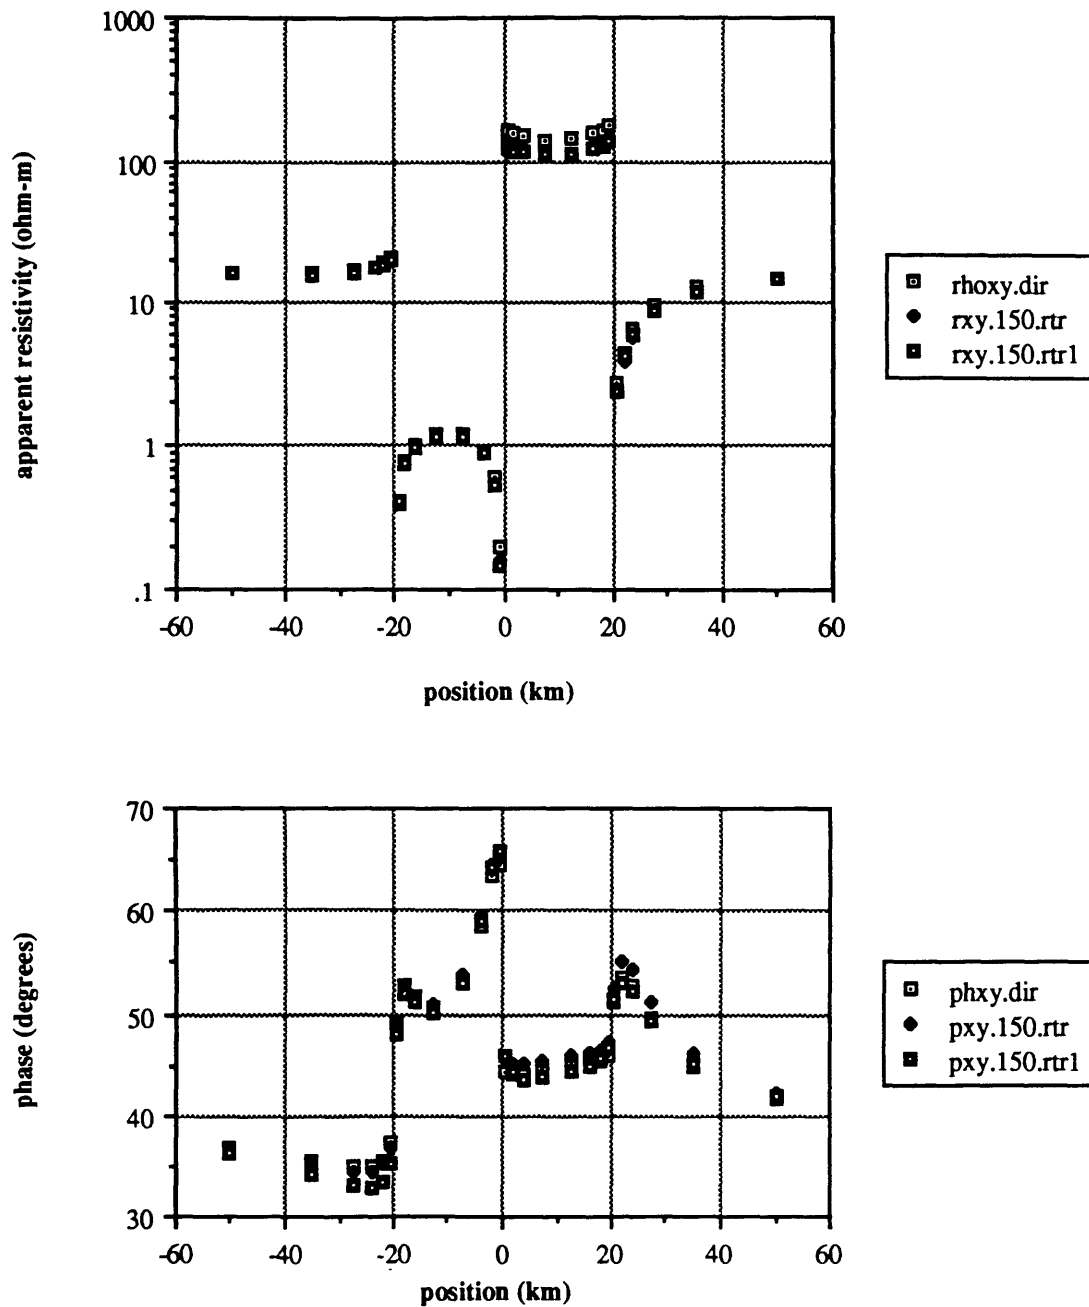 1000
100
10
1
.1
apparent resistivity (ohm-m)
-60 -40 -20 0 20 40 60
position (km)
rhoxy.dir
rxy.150.rtr
rxy.150.rtr1
70
60
50
40
30
phase (degrees)
-60 -40 -20 0 20 40 60
position (km)
phxy.dir
pxy.150.rtr
pxy.150.rtr1